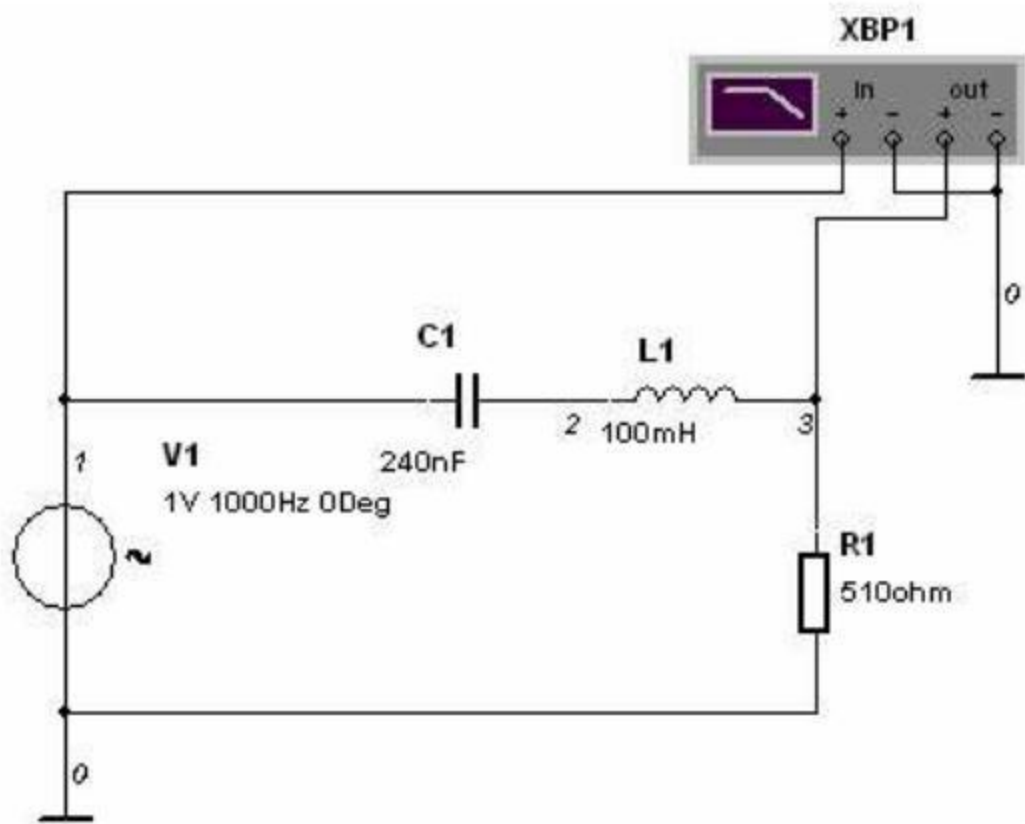 XBP1
in out
+ - + -
0
C1
L1
1
V1
240nF
2
100mH
3
1V 1000Hz 0Deg
~
R1
510ohm
0